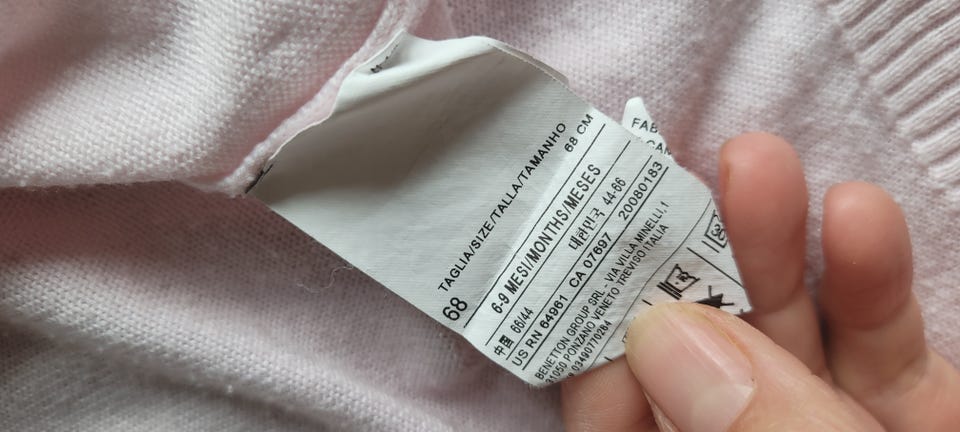 TAGLIA/SIZE/TALLA/TAMANHO
68 68 CM
6-9 MESI/MONTHS/MESES
中国 66/44 대한민국 44-66
US RN 64961 CA 07697 20080183
BENETTON GROUP SRL - VIA VILLA MINELLI,1
31050 PONZANO VENETO TREVISO ITALIA
03490770264
FAB